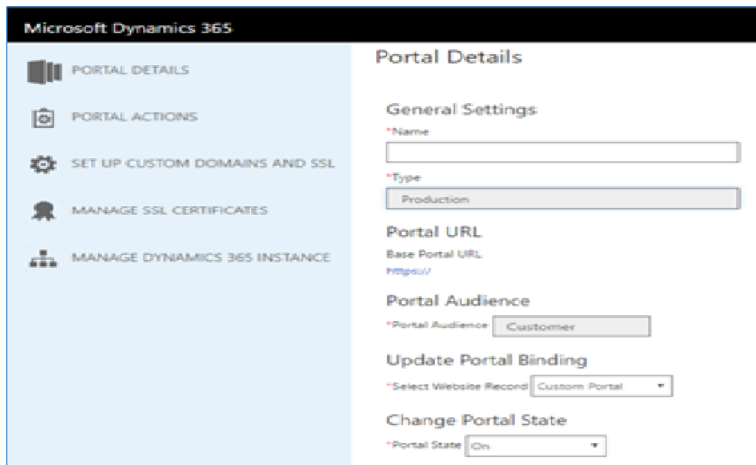 Microsoft Dynamics 365
PORTAL DETAILS
PORTAL ACTIONS
SET UP CUSTOM DOMAINS AND SSL
MANAGE SSL CERTIFICATES
MANAGE DYNAMICS 365 INSTANCE
Portal Details
General Settings
*Name
*Type
Production
Portal URL
Base Portal URL
https://
Portal Audience
*Portal Audience Customer
Update Portal Binding
*Select Website Record Custom Portal
Change Portal State
*Portal State On